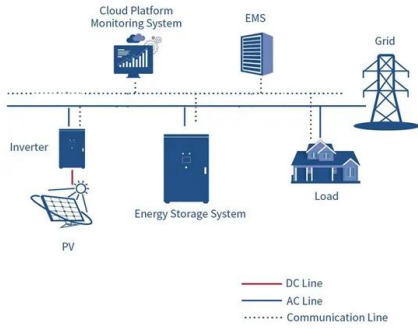 Cloud Platform
Monitoring System
EMS
Grid
Inverter
Energy Storage System
Load
PV
DC Line
AC Line
Communication Line